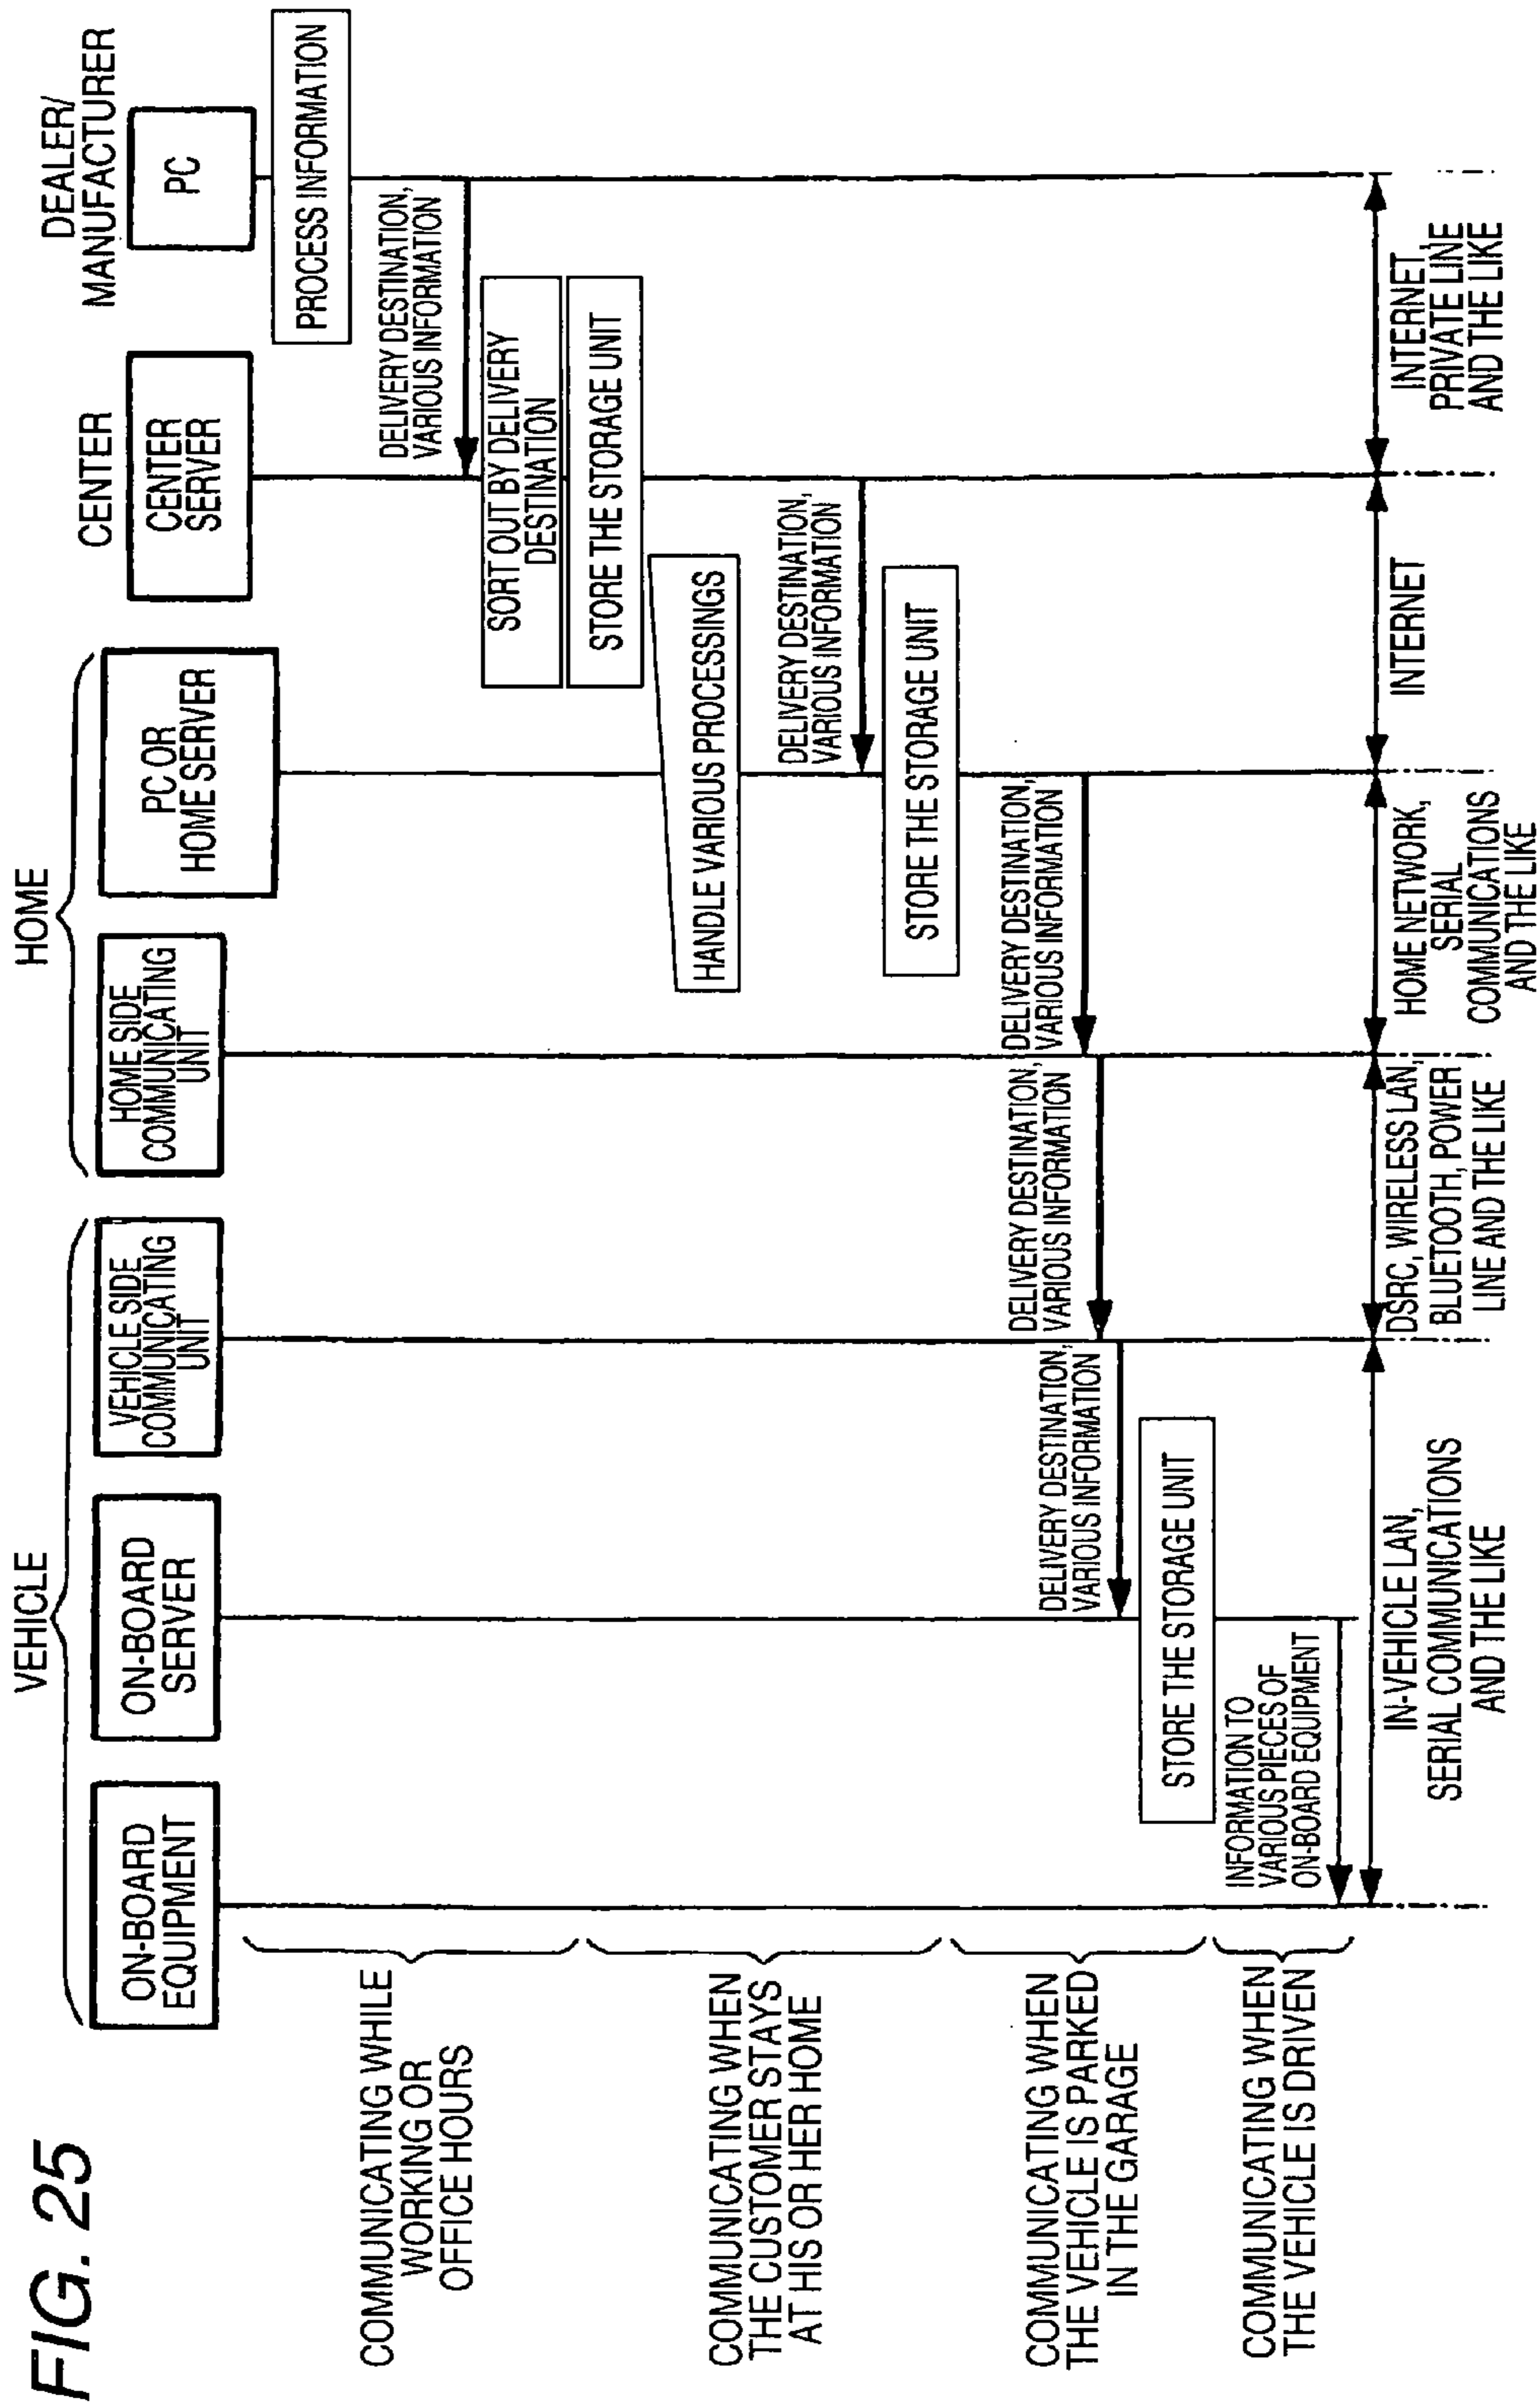 FIG. 25
VEHICLE
HOME
CENTER
DEALER/
MANUFACTURER
ON-BOARD
EQUIPMENT
ON-BOARD
SERVER
VEHICLE SIDE
COMMUNICATING
UNIT
HOME SIDE
COMMUNICATING
UNIT
PC OR
HOME SERVER
CENTER
SERVER
PC
COMMUNICATING WHILE
WORKING OR
OFFICE HOURS
PROCESS INFORMATION
DELIVERY DESTINATION,
VARIOUS INFORMATION
SORT OUT BY DELIVERY
DESTINATION
STORE THE STORAGE UNIT
COMMUNICATING WHEN
THE CUSTOMER STAYS
AT HIS OR HER HOME
HANDLE VARIOUS PROCESSINGS
DELIVERY DESTINATION,
VARIOUS INFORMATION
STORE THE STORAGE UNIT
COMMUNICATING WHEN
THE VEHICLE IS PARKED
IN THE GARAGE
DELIVERY DESTINATION,
VARIOUS INFORMATION
DELIVERY DESTINATION,
VARIOUS INFORMATION
DELIVERY DESTINATION,
VARIOUS INFORMATION
STORE THE STORAGE UNIT
COMMUNICATING WHEN
THE VEHICLE IS DRIVEN
INFORMATION TO
VARIOUS PIECES OF
ON-BOARD EQUIPMENT
IN-VEHICLE LAN,
SERIAL COMMUNICATIONS
AND THE LIKE
DSRC, WIRELESS LAN,
BLUETOOTH, POWER
LINE AND THE LIKE
HOME NETWORK,
SERIAL
COMMUNICATIONS
AND THE LIKE
INTERNET
INTERNET,
PRIVATE LINE
AND THE LIKE